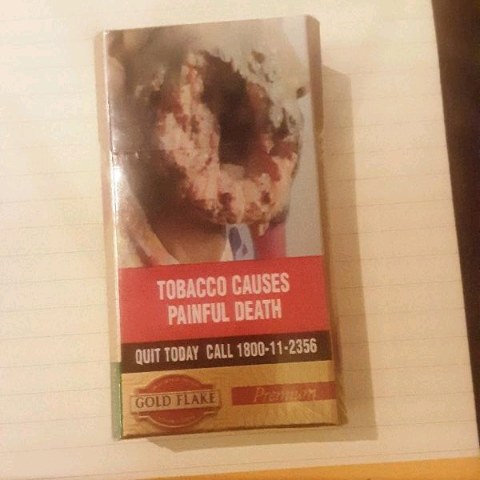 TOBACCO CAUSES
PAINFUL DEATH
QUIT TODAY CALL 1800-11-2356
GOLD FLAKE
Premium